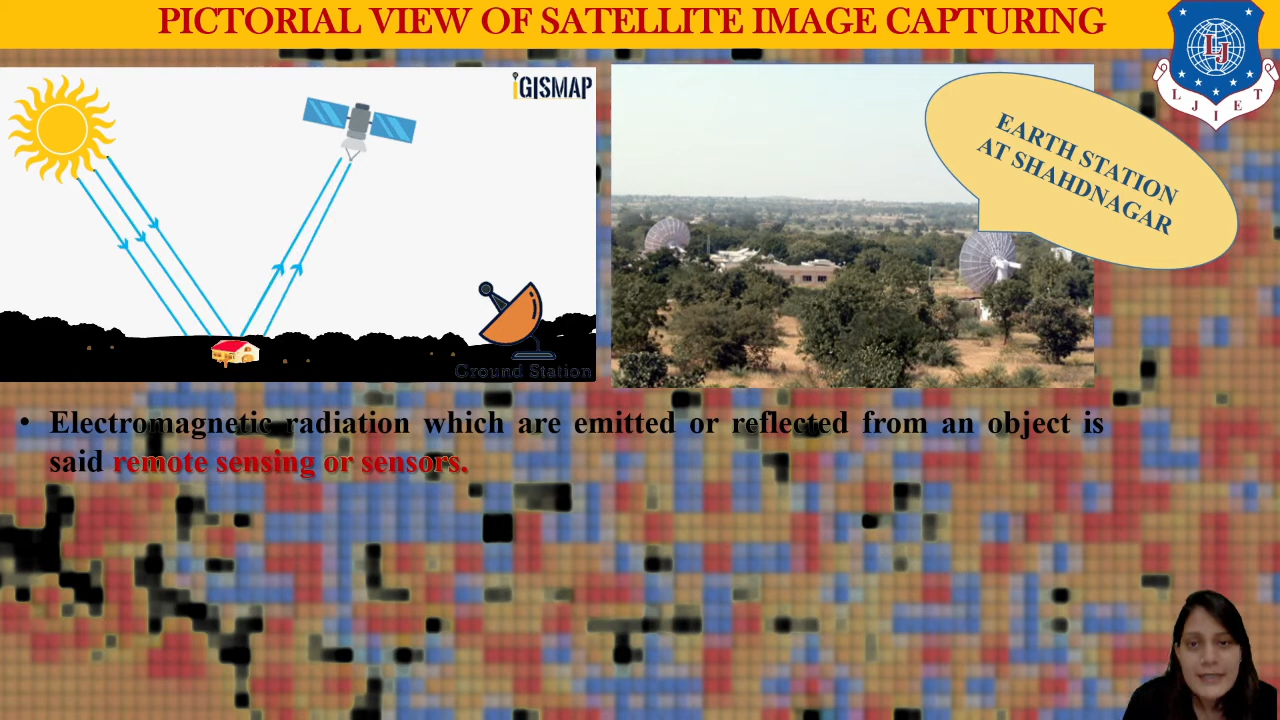 PICTORIAL VIEW OF SATELLITE IMAGE CAPTURING
iGISMAP
EARTH STATION
AT SHAHDNAGAR
LJ
L J I E T
Ground Station
• Electromagnetic radiation which are emitted or reflected from an object is
said remote sensing or sensors.